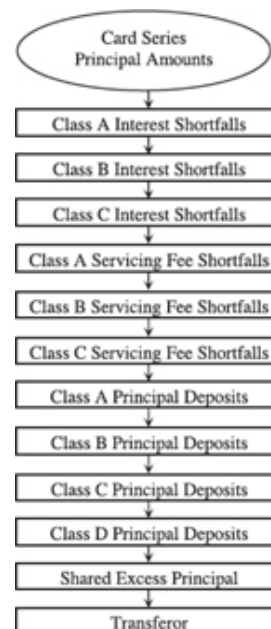 Card Series
Principal Amounts
Class A Interest Shortfalls
Class B Interest Shortfalls
Class C Interest Shortfalls
Class A Servicing Fee Shortfalls
Class B Servicing Fee Shortfalls
Class C Servicing Fee Shortfalls
Class A Principal Deposits
Class B Principal Deposits
Class C Principal Deposits
Class D Principal Deposits
Shared Excess Principal
Transferor